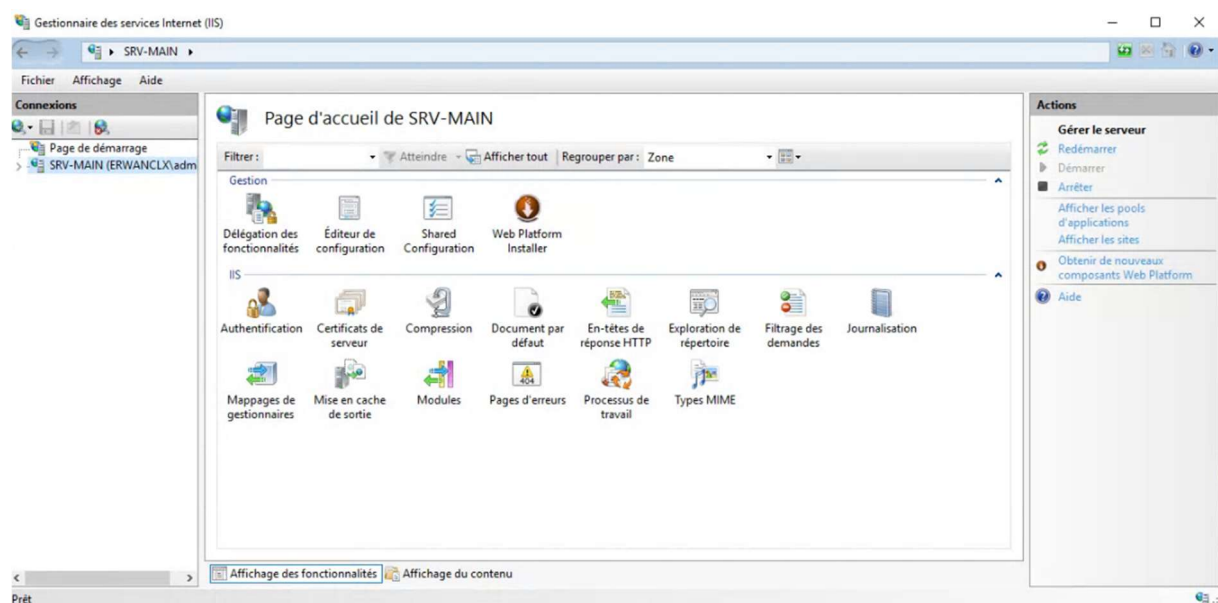 Gestionnaire des services Internet (IIS)
SRV-MAIN
Fichier Affichage Aide
Connexions
Page de démarrage
SRV-MAIN (ERWANCLX\adm
Page d'accueil de SRV-MAIN
Filtrer : Atteindre Afficher tout Regrouper par : Zone
Gestion
Délégation des fonctionnalités
Éditeur de configuration
Shared Configuration
Web Platform Installer
IIS
Authentification
Certificats de serveur
Compression
Document par défaut
En-têtes de réponse HTTP
Exploration de répertoire
Filtrage des demandes
Journalisation
Mappages de gestionnaires
Mise en cache de sortie
Modules
404
Pages d'erreurs
Processus de travail
Types MIME
Affichage des fonctionnalités Affichage du contenu
Actions
Gérer le serveur
Redémarrer
Démarrer
Arrêter
Afficher les pools
d'applications
Afficher les sites
Obtenir de nouveaux
composants Web Platform
Aide
Prêt